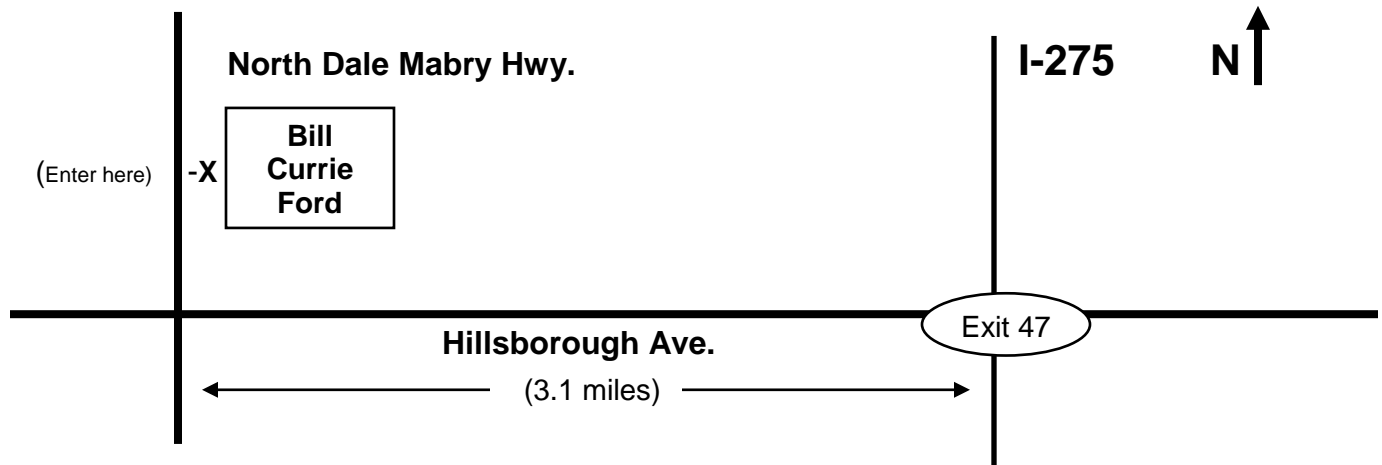 North Dale Mabry Hwy.
I-275
N
(Enter here)
-X
Bill
Currie
Ford
Exit 47
Hillsborough Ave.
(3.1 miles)